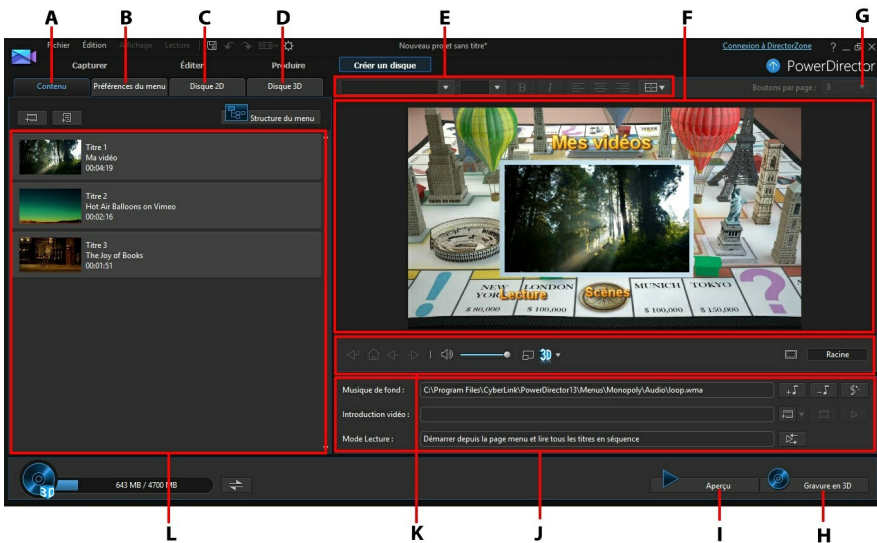 A B C D E F G
Fichier Édition Affichage Lecture Nouveau projet sans titre* Connexion à DirectorZone ?
Capturer Éditer Produire Créer un disque PowerDirector
Contenu Préférences du menu Disque 2D Disque 3D B I Boutons par page : 3
Structure du menu
Titre 1
Ma vidéo
00:04:19
Titre 2
Hot Air Balloons on Vimeo
00:02:16
Titre 3
The Joy of Books
00:01:51
Mes vidéos
NEW YORK LONDON MUNICH TOKYO
Lecture Scènes
$ 80,000 $ 100,000 $ 100,000 $ 150,000
3D Racine
Musique de fond : C:\Program Files\CyberLink\PowerDirector13\Menus\Monopoly\Audio\loop.wma
Introduction vidéo :
Mode Lecture : Démarrer depuis la page menu et lire tous les titres en séquence
3D 643 MB / 4700 MB Aperçu Gravure en 3D
L K J I H